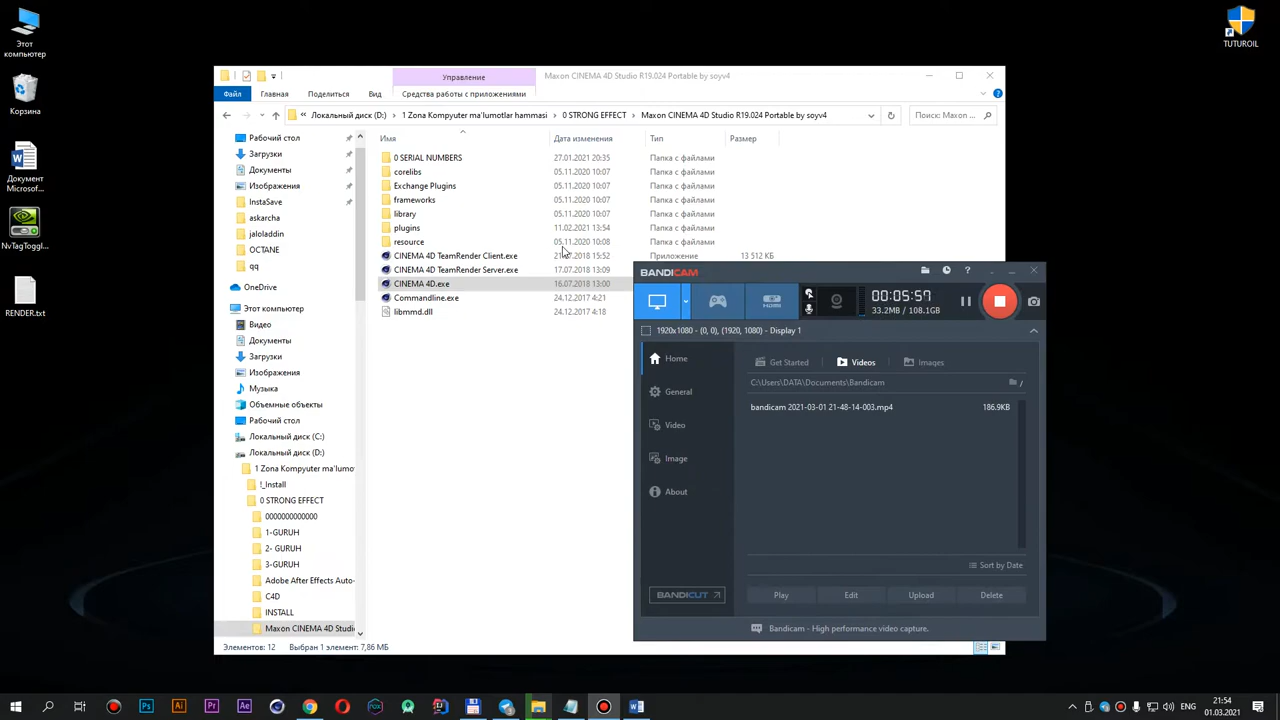 Этот
компьютер
Корзина
Документ
Microsof...
NvTagToggl...
RENDER.txt
TUTUROIL
Управление
Maxon CINEMA 4D Studio R19.024 Portable by soyv4
Файл
Главная
Поделиться
Вид
Средства работы с приложениями
« Локальный диск (D:) › 1 Zona Kompyuter ma'lumotlar hammasi › 0 STRONG EFFECT › Maxon CINEMA 4D Studio R19.024 Portable by soyv4
Поиск: Maxon...
Имя
Дата изменения
Тип
Размер
Рабочий стол
Загрузки
Документы
Изображения
InstaSave
askarcha
jaloladdin
OCTANE
qq
OneDrive
Этот компьютер
Видео
Документы
Загрузки
Изображения
Музыка
Объемные объекты
Рабочий стол
Локальный диск (C:)
Локальный диск (D:)
1 Zona Kompyuter ma'lumo
!_Install
0 STRONG EFFECT
0000000000000
1-GURUH
2- GURUH
3-GURUH
Adobe After Effects Auto-
C4D
INSTALL
Maxon CINEMA 4D Studi
0 SERIAL NUMBERS 27.01.2021 20:35 Папка с файлами
corelibs 05.11.2020 10:07 Папка с файлами
Exchange Plugins 05.11.2020 10:07 Папка с файлами
frameworks 05.11.2020 10:07 Папка с файлами
library 05.11.2020 10:07 Папка с файлами
plugins 11.02.2021 13:54 Папка с файлами
resource 05.11.2020 10:08 Папка с файлами
CINEMA 4D TeamRender Client.exe 15:52 Приложение 13 512 КБ
CINEMA 4D TeamRender Server.exe 17.07.2018 13:09
CINEMA 4D.exe 16.07.2018 13:00
Commandline.exe 24.12.2017 4:21
libmmd.dll 24.12.2017 4:18
Элементов: 12 Выбран 1 элемент: 7,86 МБ
BANDICAM
HDMI
00:05:57
33.2MB / 108.1GB
1920x1080 - (0, 0), (1920, 1080) - Display 1
Home
General
Video
Image
About
BANDICUT
Get Started
Videos
Images
C:\Users\DATA\Documents\Bandicam
/
bandicam 2021-03-01 21-48-14-003.mp4 186.9KB
Sort by Date
Play
Edit
Upload
Delete
Bandicam - High performance video capture.
Ps
Ai
Pr
Ae
ENG
21:54
01.03.2021